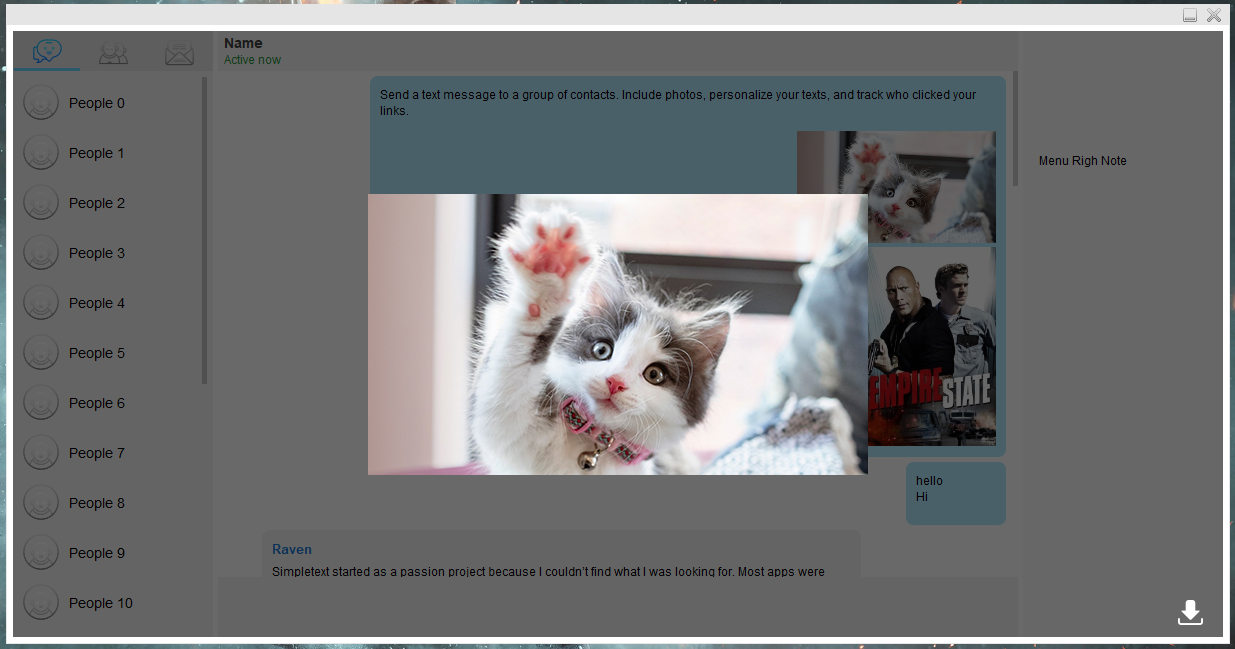 Name
Active now
People 0
People 1
People 2
People 3
People 4
People 5
People 6
People 7
People 8
People 9
People 10
Send a text message to a group of contacts. Include photos, personalize your texts, and track who clicked your
links.
EMPIRE
STATE
hello
Hi
Raven
Simpletext started as a passion project because I couldn't find what I was looking for. Most apps were
Menu Righ Note